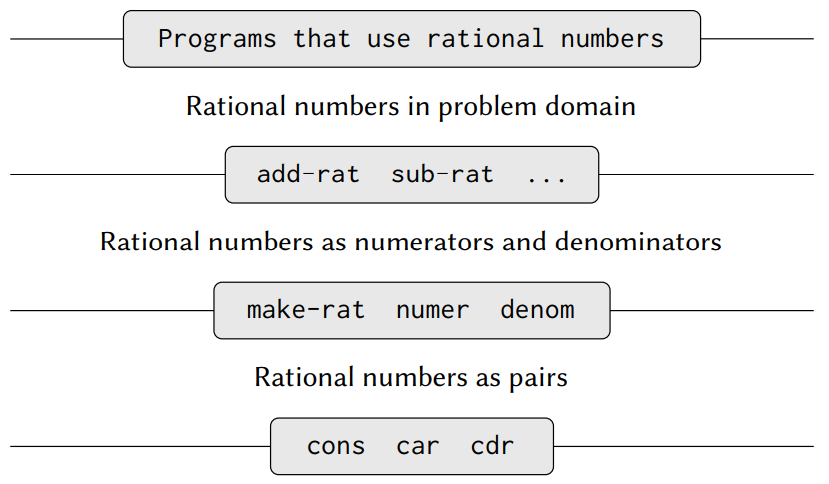 Programs that use rational numbers
Rational numbers in problem domain
add-rat sub-rat ...
Rational numbers as numerators and denominators
make-rat numer denom
Rational numbers as pairs
cons car cdr